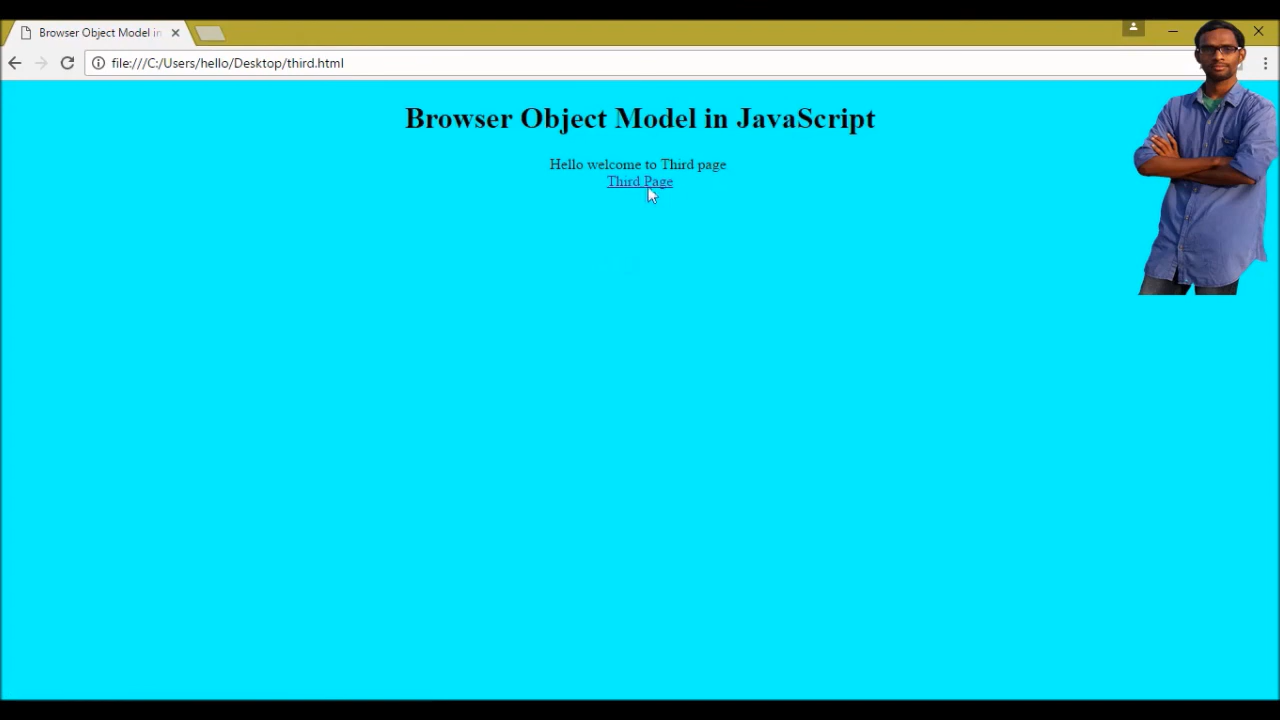 Browser Object Model in
file:///C:/Users/hello/Desktop/third.html
Browser Object Model in JavaScript
Hello welcome to Third page
Third Page